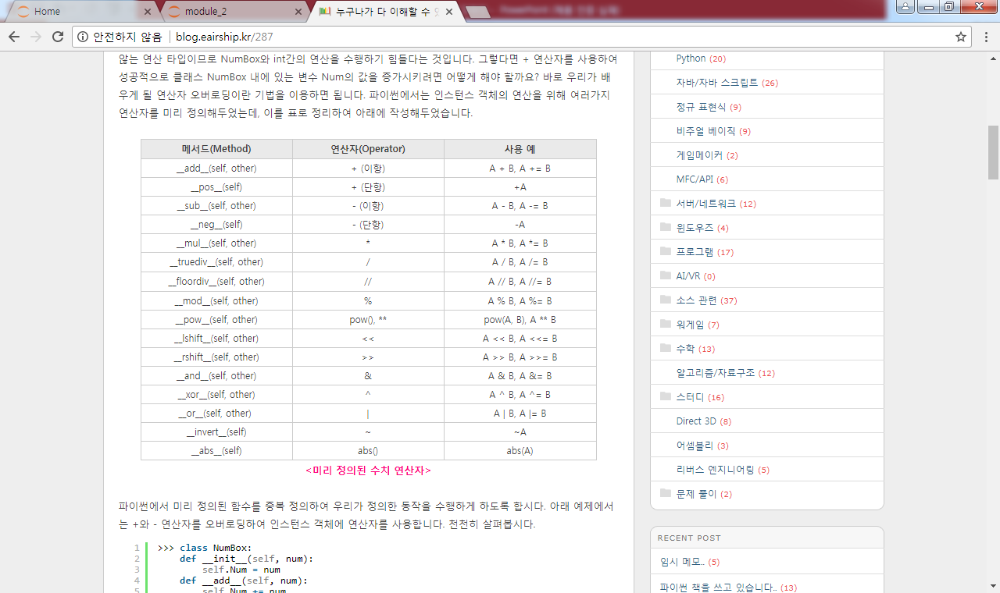 Home
module_2
누구나가 다 이해할 수
안전하지 않음 | blog.eairship.kr/287
않는 연산 타입이므로 NumBox와 int간의 연산을 수행하기 힘들다는 것입니다. 그렇다면 + 연산자를 사용하여
성공적으로 클래스 NumBox 내에 있는 변수 Num의 값을 증가시키려면 어떻게 해야 할까요? 바로 우리가 배
우게 될 연산자 오버로딩이란 기법을 이용하면 됩니다. 파이썬에서는 인스턴스 객체의 연산을 위해 여러가지
연산자를 미리 정의해두었는데, 이를 표로 정리하여 아래에 작성해두었습니다.
메서드(Method) 연산자(Operator) 사용 예
__add__(self, other) + (이항) A + B, A += B
__pos__(self) + (단항) +A
__sub__(self, other) - (이항) A - B, A -= B
__neg__(self) - (단항) -A
__mul__(self, other) * A * B, A *= B
__truediv__(self, other) / A / B, A /= B
__floordiv__(self, other) // A // B, A //= B
__mod__(self, other) % A % B, A %= B
__pow__(self, other) pow(), ** pow(A, B), A ** B
__lshift__(self, other) << A << B, A <<= B
__rshift__(self, other) >> A >> B, A >>= B
__and__(self, other) & A & B, A &= B
__xor__(self, other) ^ A ^ B, A ^= B
__or__(self, other) | A | B, A |= B
__invert__(self) ~ ~A
__abs__(self) abs() abs(A)
<미리 정의된 수치 연산자>
파이썬에서 미리 정의된 함수를 중복 정의하여 우리가 정의한 동작을 수행하게 하도록 합시다. 아래 예제에서
는 +와 - 연산자를 오버로딩하여 인스턴스 객체에 연산자를 사용합니다. 천천히 살펴봅시다.
1 >>> class NumBox:
2 def __init__(self, num):
3 self.Num = num
4 def __add__(self, num):
5 self.Num += num
Python (20)
자바/자바 스크립트 (26)
정규 표현식 (9)
비주얼 베이직 (9)
게임메이커 (2)
MFC/API (6)
서버/네트워크 (12)
윈도우즈 (4)
프로그램 (17)
AI/VR (0)
소스 관련 (37)
워게임 (7)
수학 (13)
알고리즘/자료구조 (12)
스터디 (16)
Direct 3D (8)
어셈블리 (3)
리버스 엔지니어링 (5)
문제 풀이 (2)
RECENT POST
임시 메모.. (5)
파이썬 책을 쓰고 있습니다.. (13)